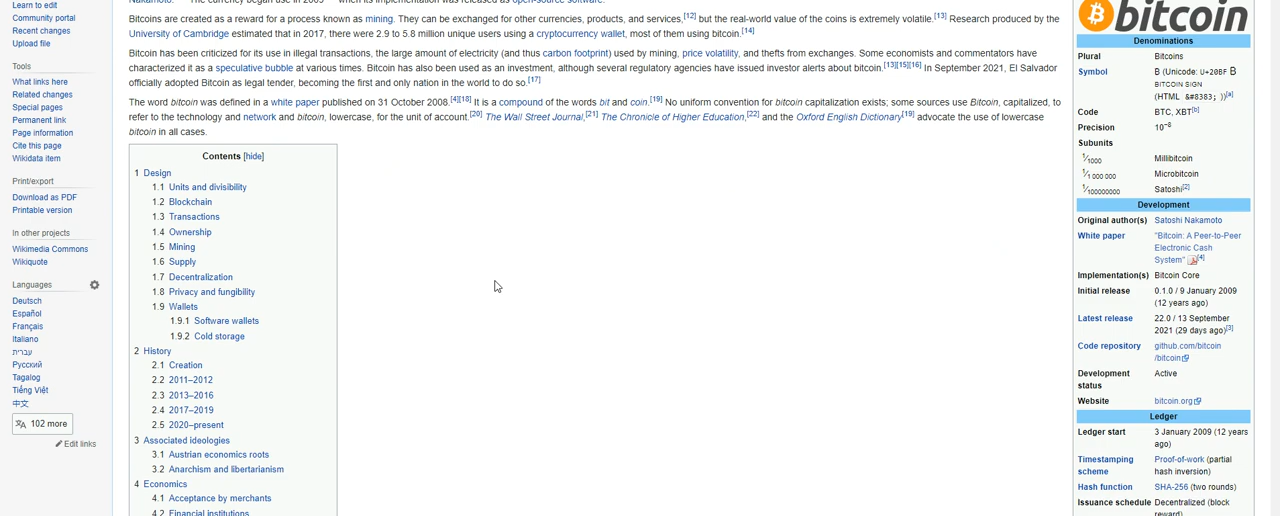 Learn to edit
Community portal
Recent changes
Upload file
Tools
What links here
Related changes
Special pages
Permanent link
Page information
Cite this page
Wikidata item
Print/export
Download as PDF
Printable version
In other projects
Wikimedia Commons
Wikiquote
Languages
Deutsch
Español
Français
Italiano
עברית
Русский
Tagalog
Tiếng Việt
中文
102 more
Edit links
Bitcoins are created as a reward for a process known as mining. They can be exchanged for other currencies, products, and services,[12] but the real-world value of the coins is extremely volatile.[13] Research produced by the
University of Cambridge estimated that in 2017, there were 2.9 to 5.8 million unique users using a cryptocurrency wallet, most of them using bitcoin.[14]
Bitcoin has been criticized for its use in illegal transactions, the large amount of electricity (and thus carbon footprint) used by mining, price volatility, and thefts from exchanges. Some economists and commentators have
characterized it as a speculative bubble at various times. Bitcoin has also been used as an investment, although several regulatory agencies have issued investor alerts about bitcoin.[13][15][16] In September 2021, El Salvador
officially adopted Bitcoin as legal tender, becoming the first and only nation in the world to do so.[17]
The word bitcoin was defined in a white paper published on 31 October 2008.[4][18] It is a compound of the words bit and coin.[19] No uniform convention for bitcoin capitalization exists; some sources use Bitcoin, capitalized, to
refer to the technology and network and bitcoin, lowercase, for the unit of account.[20] The Wall Street Journal,[21] The Chronicle of Higher Education,[22] and the Oxford English Dictionary[19] advocate the use of lowercase
bitcoin in all cases.
Contents [hide]
1 Design
1.1 Units and divisibility
1.2 Blockchain
1.3 Transactions
1.4 Ownership
1.5 Mining
1.6 Supply
1.7 Decentralization
1.8 Privacy and fungibility
1.9 Wallets
1.9.1 Software wallets
1.9.2 Cold storage
2 History
2.1 Creation
2.2 2011–2012
2.3 2013–2016
2.4 2017–2019
2.5 2020–present
3 Associated ideologies
3.1 Austrian economics roots
3.2 Anarchism and libertarianism
4 Economics
4.1 Acceptance by merchants
4.2 Financial institutions
bitcoin
Denominations
Plural Bitcoins
Symbol ₿ (Unicode: U+20BF ₿
BITCOIN SIGN
(HTML &#8383; ))[a]
Code BTC, XBT[b]
Precision 10−8
Subunits
1⁄1000 Millibitcoin
1⁄1 000 000 Microbitcoin
1⁄100000000 Satoshi[2]
Development
Original author(s) Satoshi Nakamoto
White paper "Bitcoin: A Peer-to-Peer
Electronic Cash
System" [4]
Implementation(s) Bitcoin Core
Initial release 0.1.0 / 9 January 2009
(12 years ago)
Latest release 22.0 / 13 September
2021 (29 days ago)[3]
Code repository github.com/bitcoin
/bitcoin
Development Active
status
Website bitcoin.org
Ledger
Ledger start 3 January 2009 (12 years
ago)
Timestamping Proof-of-work (partial
scheme hash inversion)
Hash function SHA-256 (two rounds)
Issuance schedule Decentralized (block
reward)